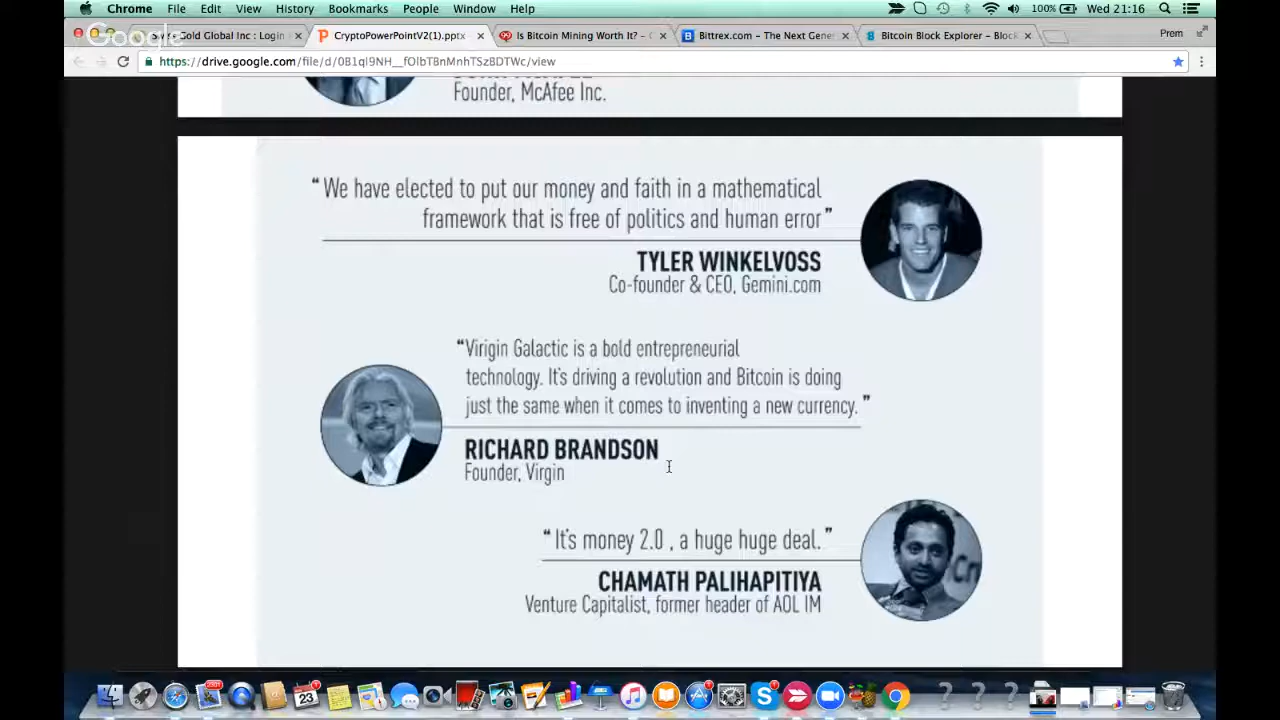 Chrome File Edit View History Bookmarks People Window Help 100% Wed 21:16
Gold Global Inc : Login CryptoPowerPointV2(1).pptx Is Bitcoin Mining Worth It? – Bittrex.com – The Next Gene Bitcoin Block Explorer – Block Prem
Google
https://drive.google.com/file/d/0B1ql9NH__fOlbTBnMnhTSzBDTWc/view
Founder, McAfee Inc.
“ We have elected to put our money and faith in a mathematical
framework that is free of politics and human error ”
TYLER WINKELVOSS
Co-founder & CEO, Gemini.com
“ Virigin Galactic is a bold entrepreneurial
technology. It's driving a revolution and Bitcoin is doing
just the same when it comes to inventing a new currency. ”
RICHARD BRANDSON
Founder, Virgin
“ It's money 2.0 , a huge huge deal. ”
CHAMATH PALIHAPITIYA
Venture Capitalist, former header of AOL IM
23